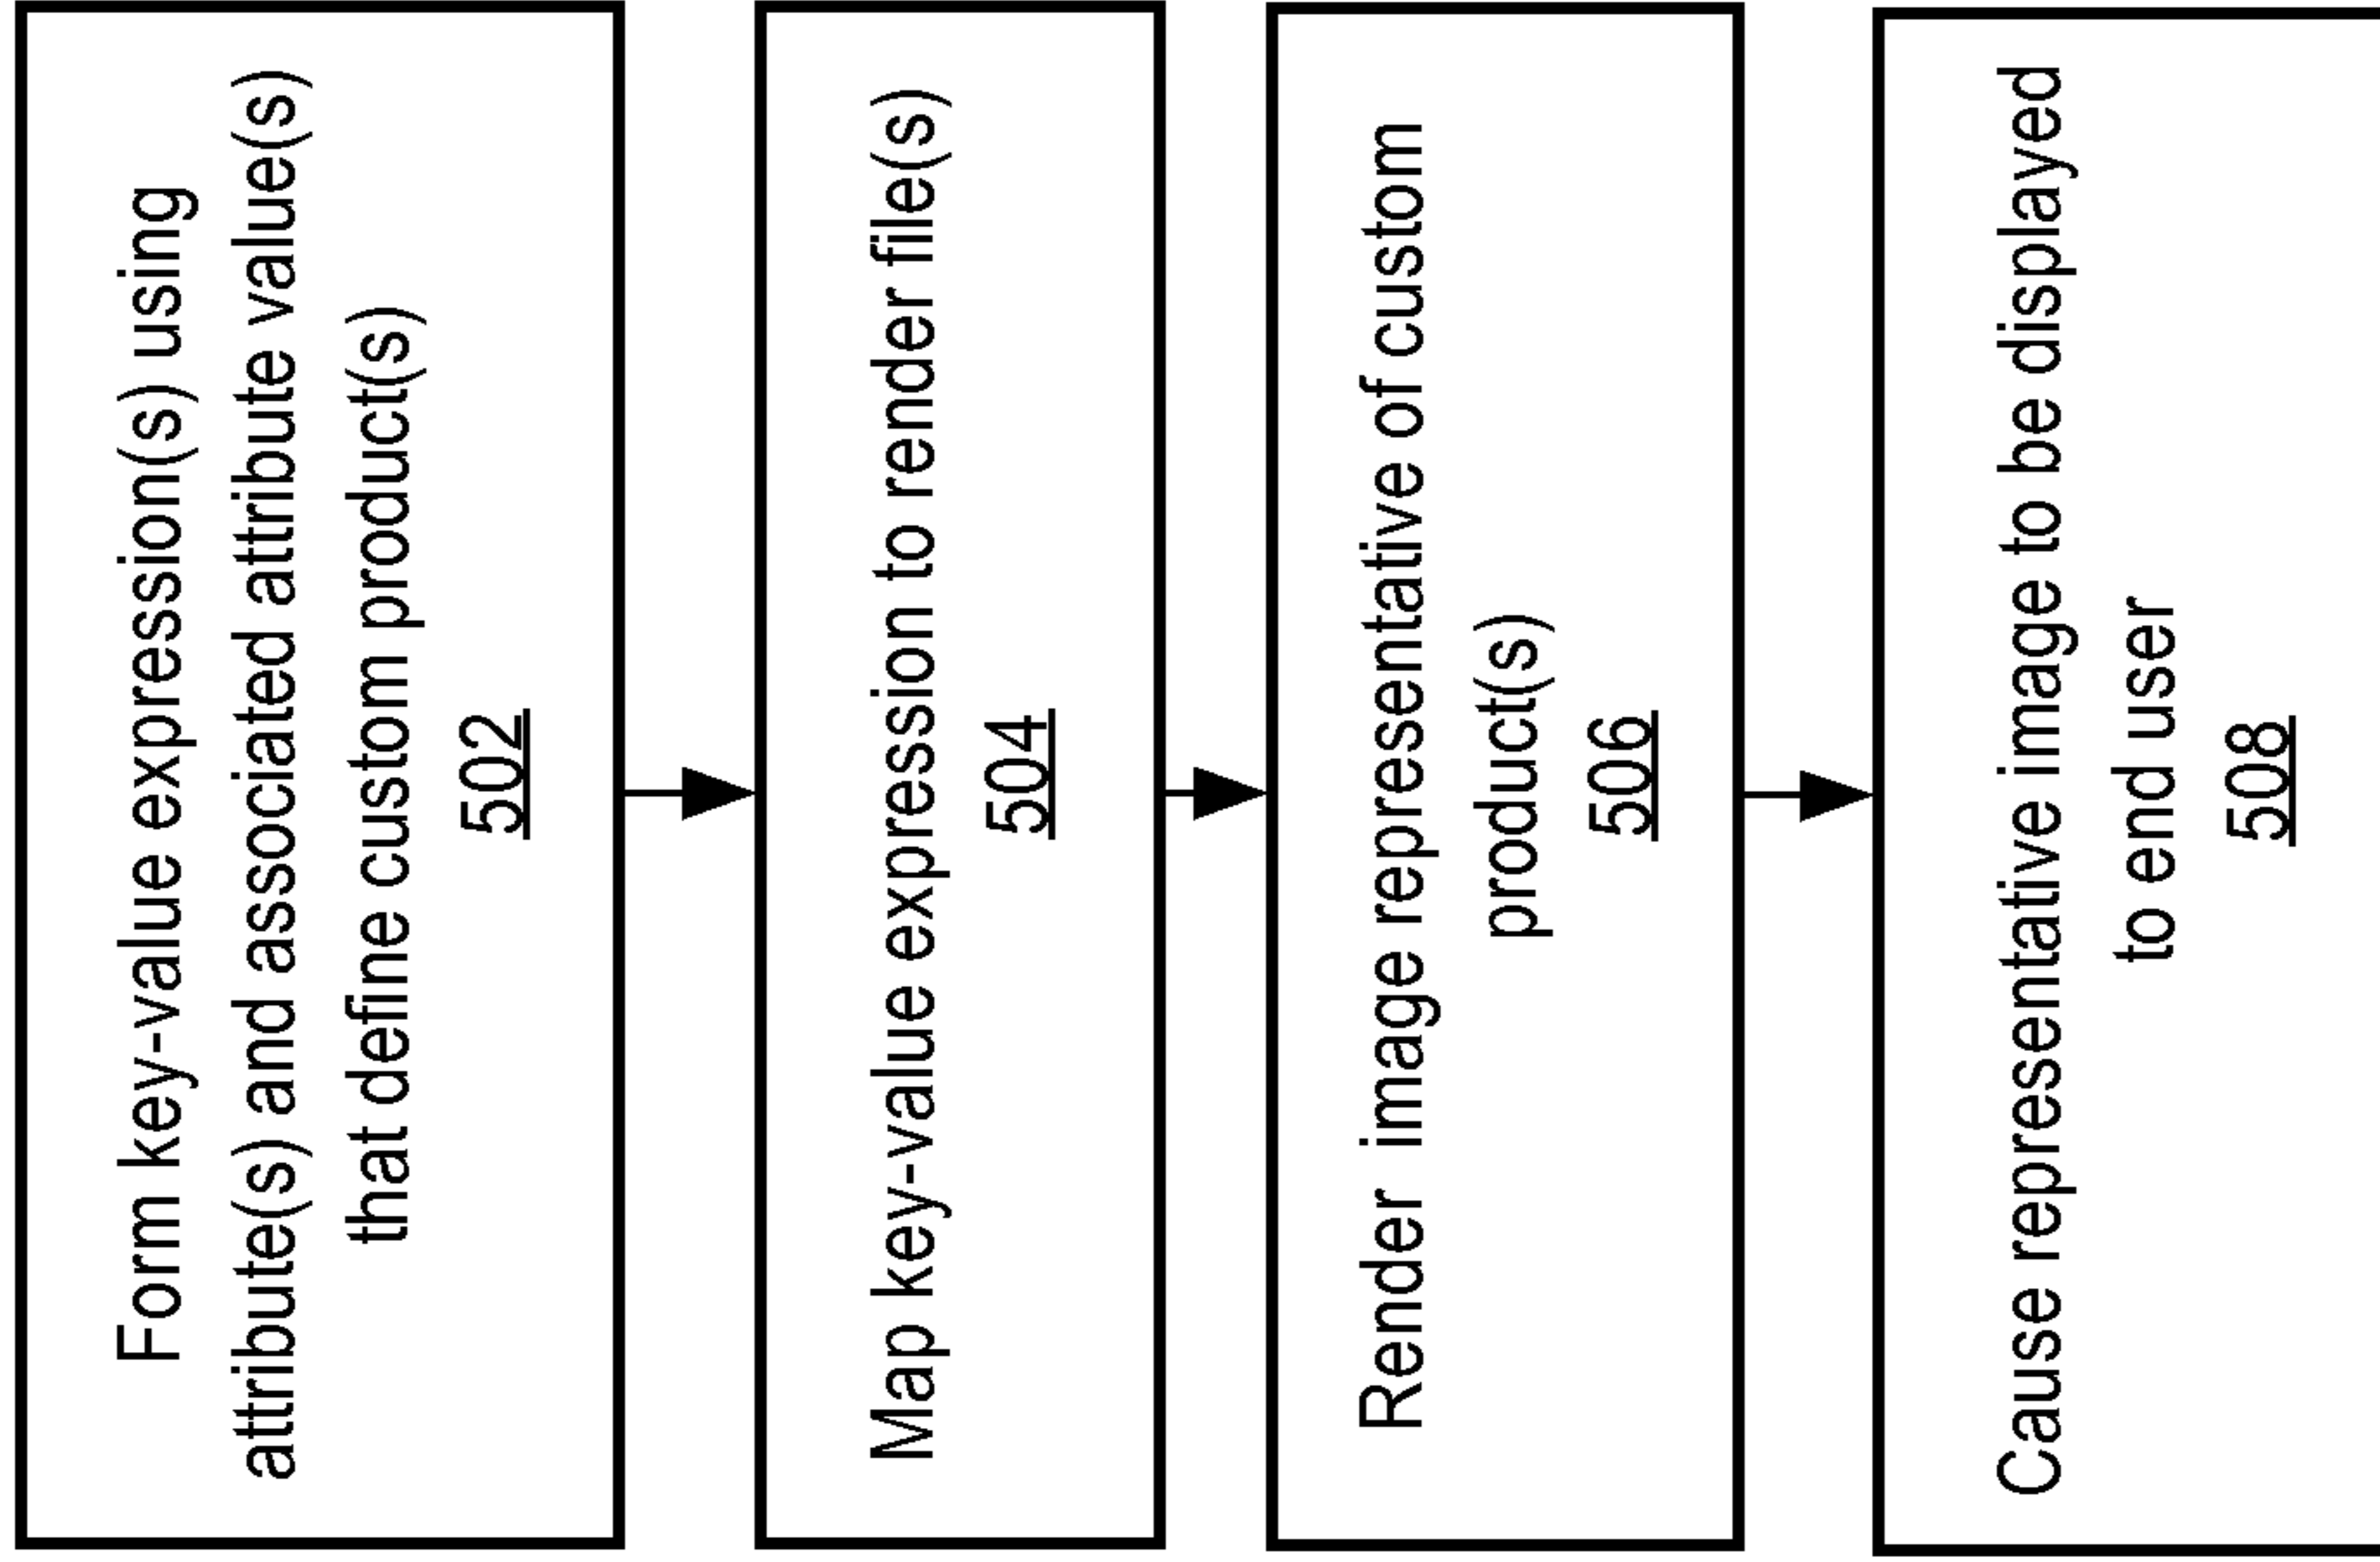 Form key-value expression(s) using
attribute(s) and associated attribute value(s)
that define custom product(s)
502
Map key-value expression to render file(s)
504
Render image representative of custom
product(s)
506
Cause representative image to be displayed
to end user
508